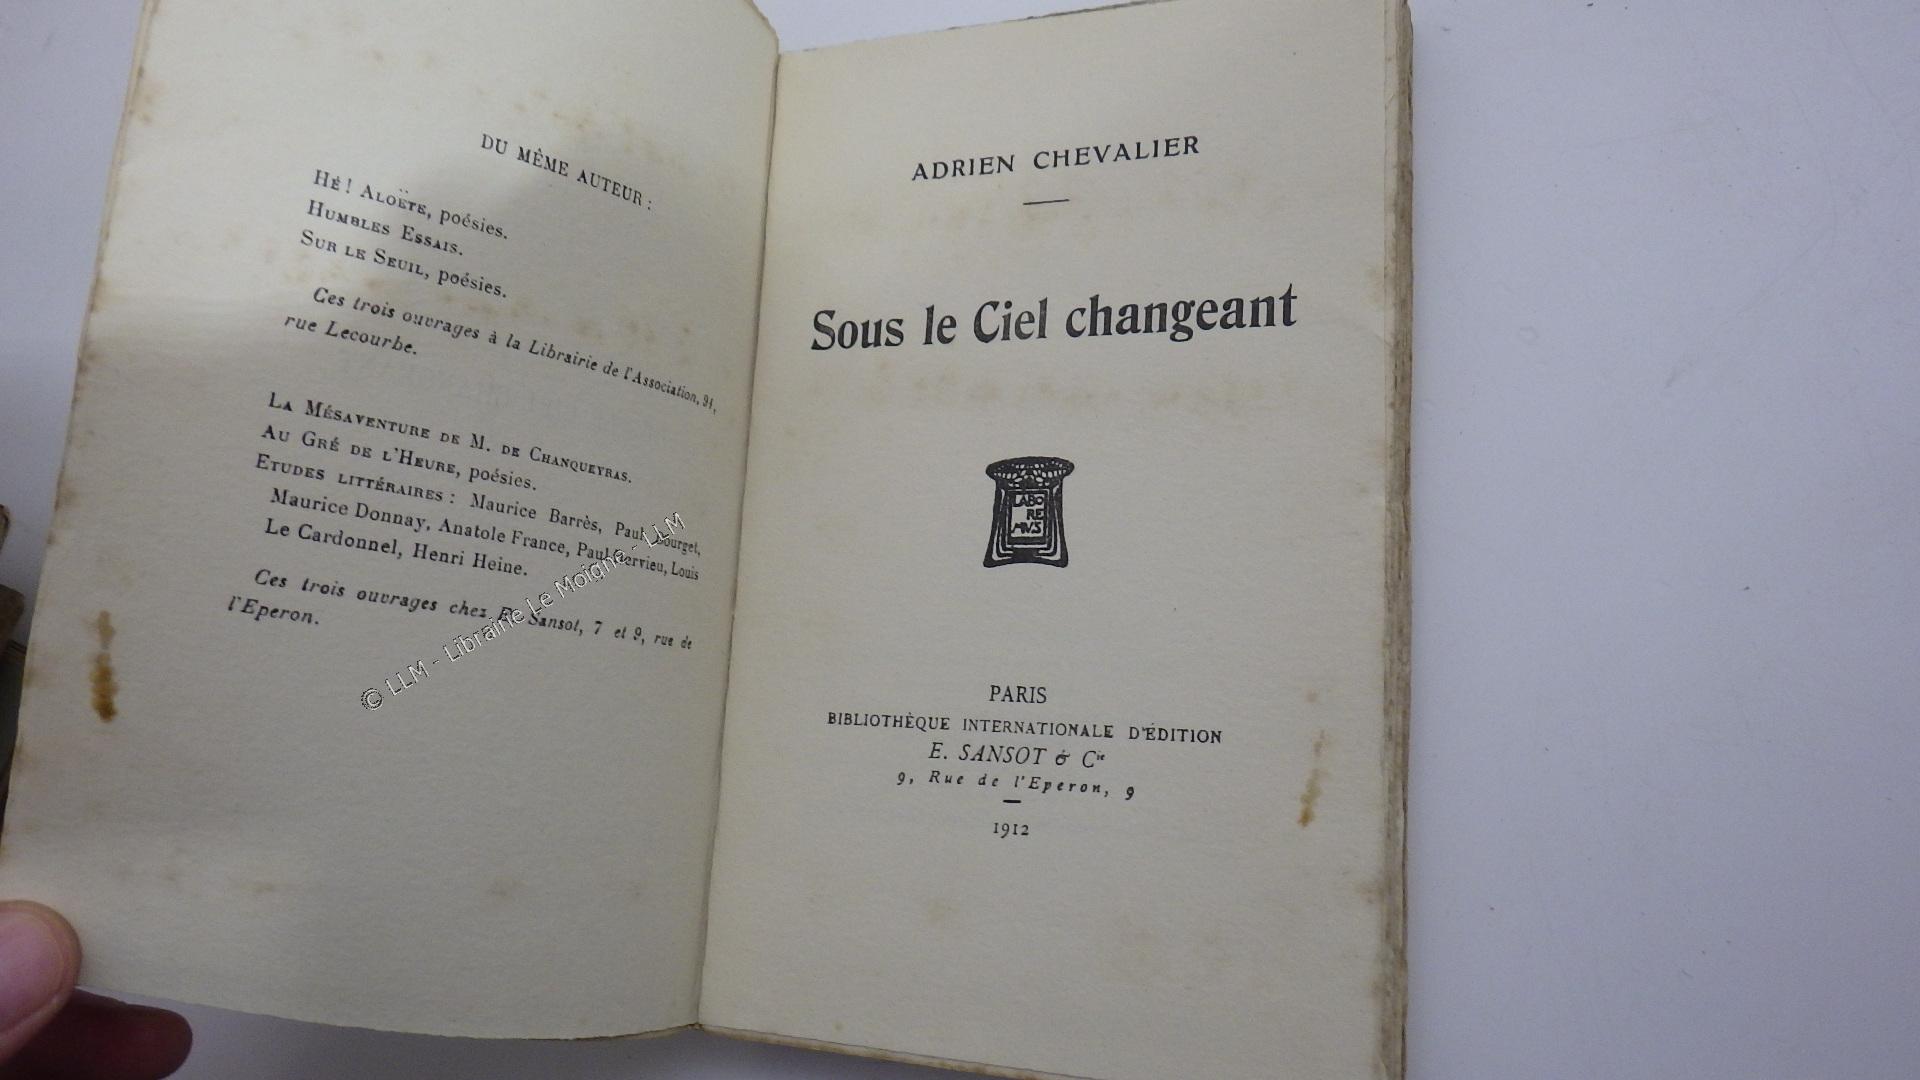 DU MÊME AUTEUR :
HÉ ! ALOËTE, poésies.
HUMBLES ESSAIS.
SUR LE SEUIL, poésies.
Ces trois ouvrages à la Librairie de l'Association, 94,
rue Lecourbe.
LA MÉSAVENTURE DE M. DE CHANQUEYRAS.
AU GRÉ DE L'HEURE, poésies.
ETUDES LITTÉRAIRES : Maurice Barrès, Paul Bourget,
Maurice Donnay, Anatole France, Paul Hervieu, Louis
Le Cardonnel, Henri Heine.
Ces trois ouvrages chez E. Sansot, 7 et 9, rue de
l'Eperon.
© LLM - Librairie Le Moigne - LLM
ADRIEN CHEVALIER
Sous le Ciel changeant
LABO
RE
MVS
PARIS
BIBLIOTHÈQUE INTERNATIONALE D'ÉDITION
E. SANSOT & Cie
9, Rue de l'Eperon, 9
1912